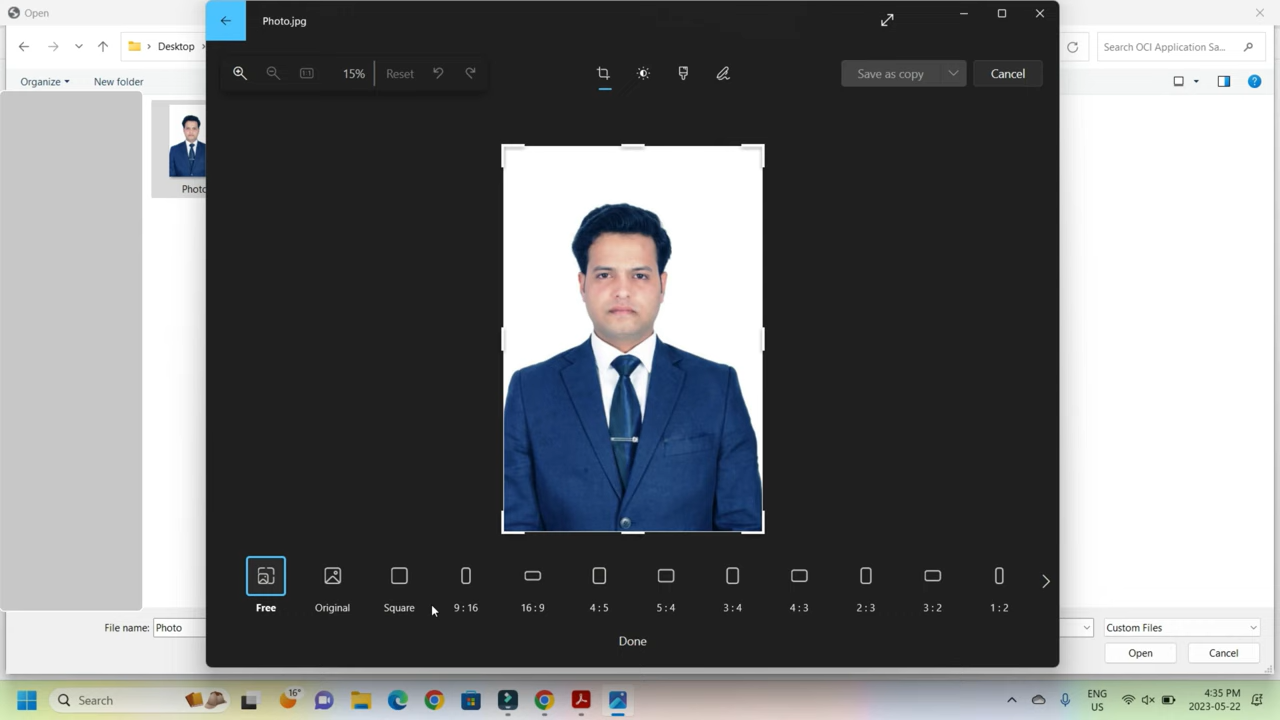 Open
Photo.jpg
Desktop
Search OCI Application Sa...
Organize
New folder
15%
Reset
Save as copy
Cancel
Photo
Free
Original
Square
9 : 16
16 : 9
4 : 5
5 : 4
3 : 4
4 : 3
2 : 3
3 : 2
1 : 2
Done
File name:
Photo
Custom Files
Open
Cancel
Search
16°
ENG
US
4:35 PM
2023-05-22